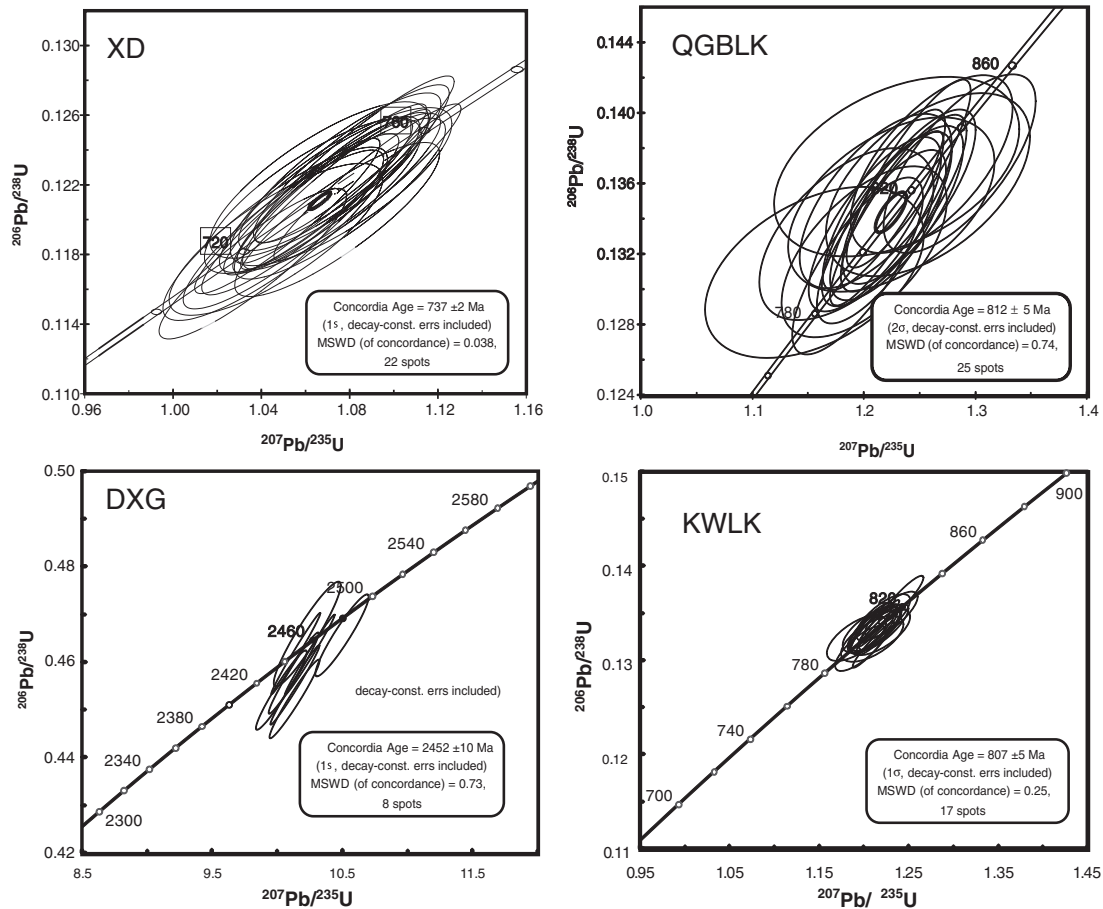 XD
0.130
0.126
0.122
0.118
0.114
0.110
206Pb/238U
760
720
Concordia Age = 737 ±2 Ma
(1s, decay-const. errs included)
MSWD (of concordance) = 0.038,
22 spots
0.96
1.00
1.04
1.08
1.12
1.16
207Pb/235U
QGBLK
0.144
0.140
0.136
0.132
0.128
0.124
206Pb/238U
860
820
780
Concordia Age = 812 ± 5 Ma
(2σ, decay-const. errs included)
MSWD (of concordance) = 0.74,
25 spots
1.0
1.1
1.2
1.3
1.4
207Pb/235U
DXG
0.50
0.48
0.46
0.44
0.42
206Pb/238U
2580
2540
2500
2460
2420
2380
2340
2300
decay-const. errs included)
Concordia Age = 2452 ±10 Ma
(1s, decay-const. errs included)
MSWD (of concordance) = 0.73,
8 spots
8.5
9.5
10.5
11.5
207Pb/235U
KWLK
0.15
0.14
0.13
0.12
0.11
206Pb/238U
900
860
820
780
740
700
Concordia Age = 807 ±5 Ma
(1σ, decay-const. errs included)
MSWD (of concordance) = 0.25,
17 spots
0.95
1.05
1.15
1.25
1.35
1.45
207Pb/ 235U